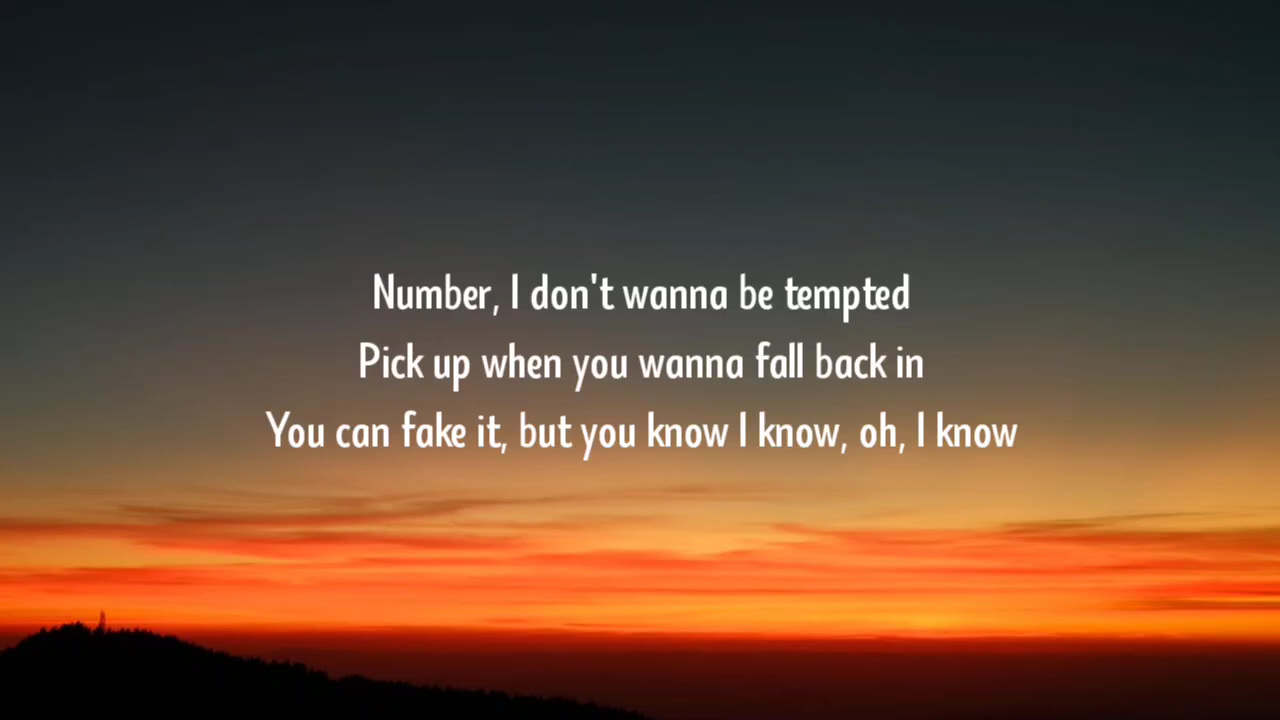 Number, I don't wanna be tempted
Pick up when you wanna fall back in
You can fake it, but you know I know, oh, I know